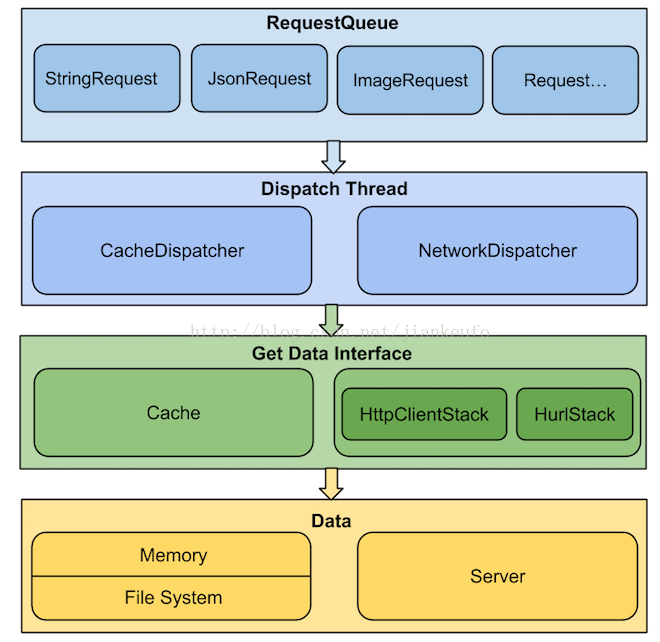 RequestQueue
StringRequest
JsonRequest
ImageRequest
Request...
Dispatch Thread
CacheDispatcher
NetworkDispatcher
Get Data Interface
Cache
HttpClientStack
HurlStack
Data
Memory
File System
Server